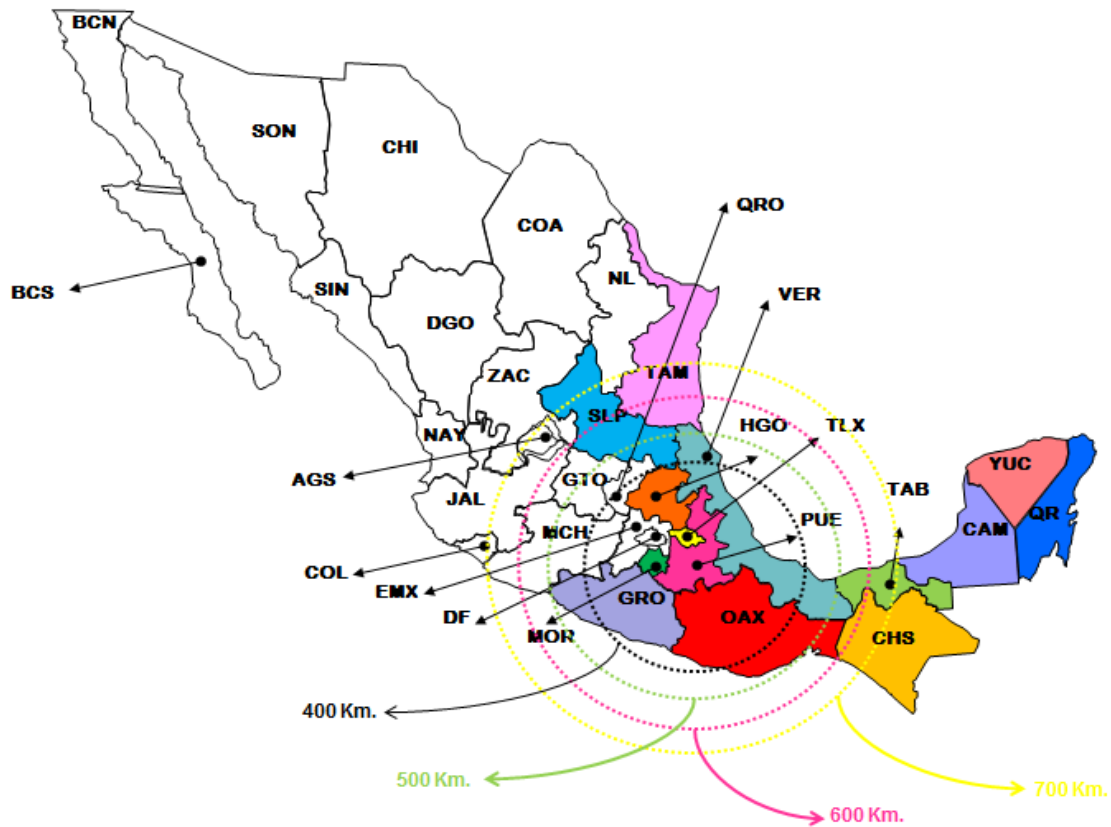 BCN
SON
CHI
COA
QRO
NL
BCS
SIN
VER
DGO
ZAC
TAM
SLP
HGO
TLX
NAY
AGS
GTO
TAB
YUC
JAL
QR
MCH
PUE
CAM
COL
EMX
GRO
DF
OAX
MOR
CHS
400 Km.
500 Km.
700 Km.
600 Km.